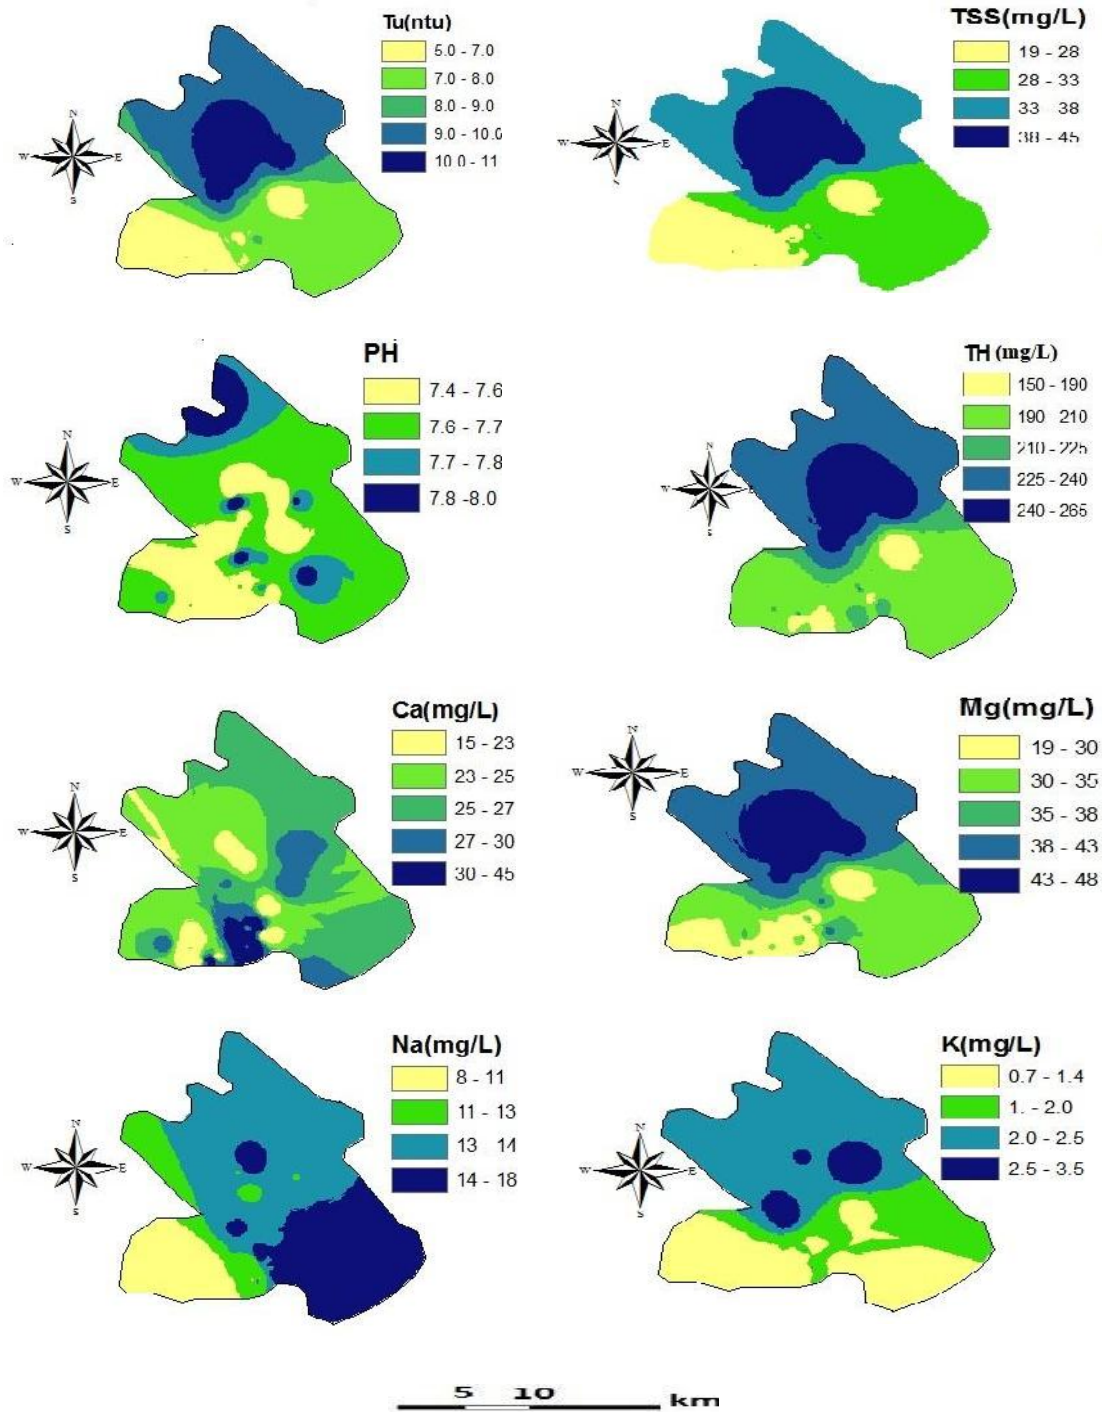 Tu(ntu)
5.0 - 7.0
7.0 - 8.0
8.0 - 9.0
9.0 - 10.0
10.0 - 11
N
W E
S
TSS(mg/L)
19 - 28
28 - 33
33 38
38 - 45
N
W E
S
PH
7.4 - 7.6
7.6 - 7.7
7.7 - 7.8
7.8 -8.0
N
W E
S
TH (mg/L)
150 - 190
190 210
210 - 225
225 - 240
240 - 265
N
W E
S
Ca(mg/L)
15 - 23
23 - 25
25 - 27
27 - 30
30 - 45
N
W E
S
Mg(mg/L)
19 - 30
30 - 35
35 - 38
38 - 43
43 - 48
N
W E
S
Na(mg/L)
8 - 11
11 - 13
13 14
14 - 18
N
W E
S
K(mg/L)
0.7 - 1.4
1. - 2.0
2.0 - 2.5
2.5 - 3.5
N
W E
S
5 10 km